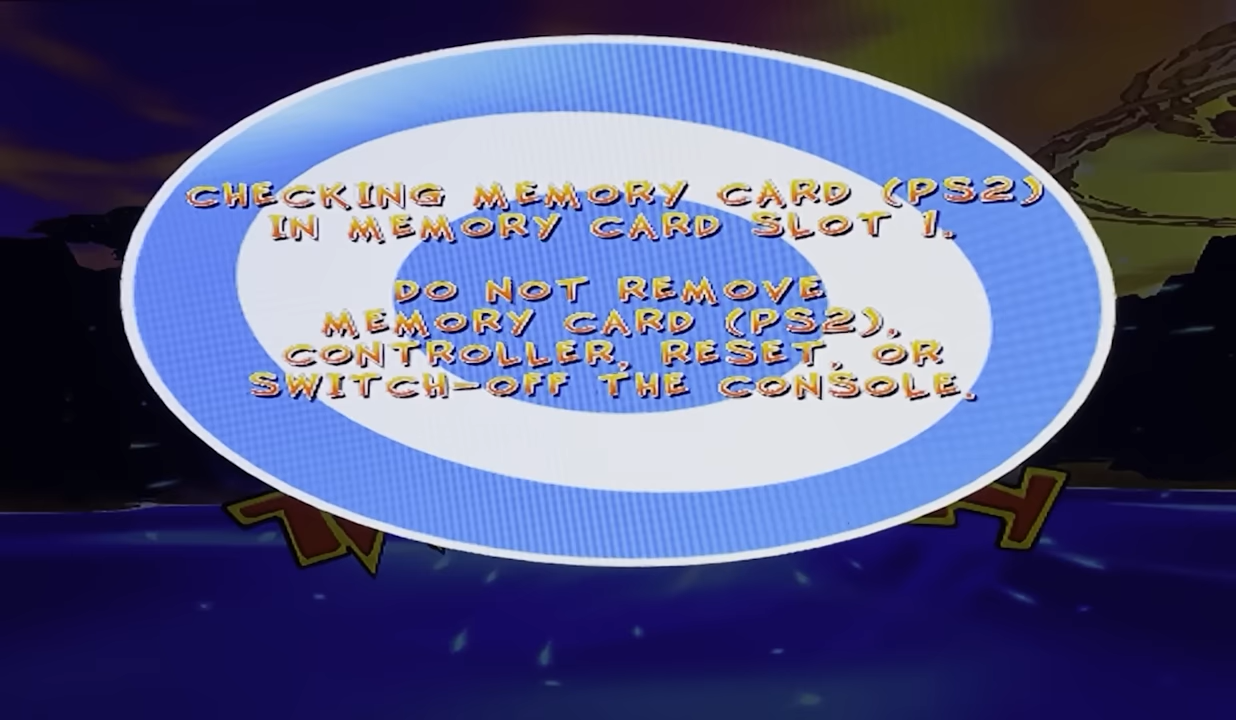 CHECKING MEMORY CARD (PS2)
IN MEMORY CARD SLOT 1.
DO NOT REMOVE
MEMORY CARD (PS2),
CONTROLLER, RESET, OR
SWITCH-OFF THE CONSOLE.